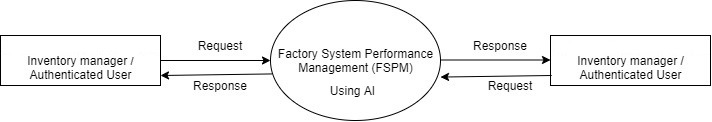 Inventory manager /
Authenticated User
Request
Response
Factory System Performance
Management (FSPM)
Using AI
Response
Request
Inventory manager /
Authenticated User